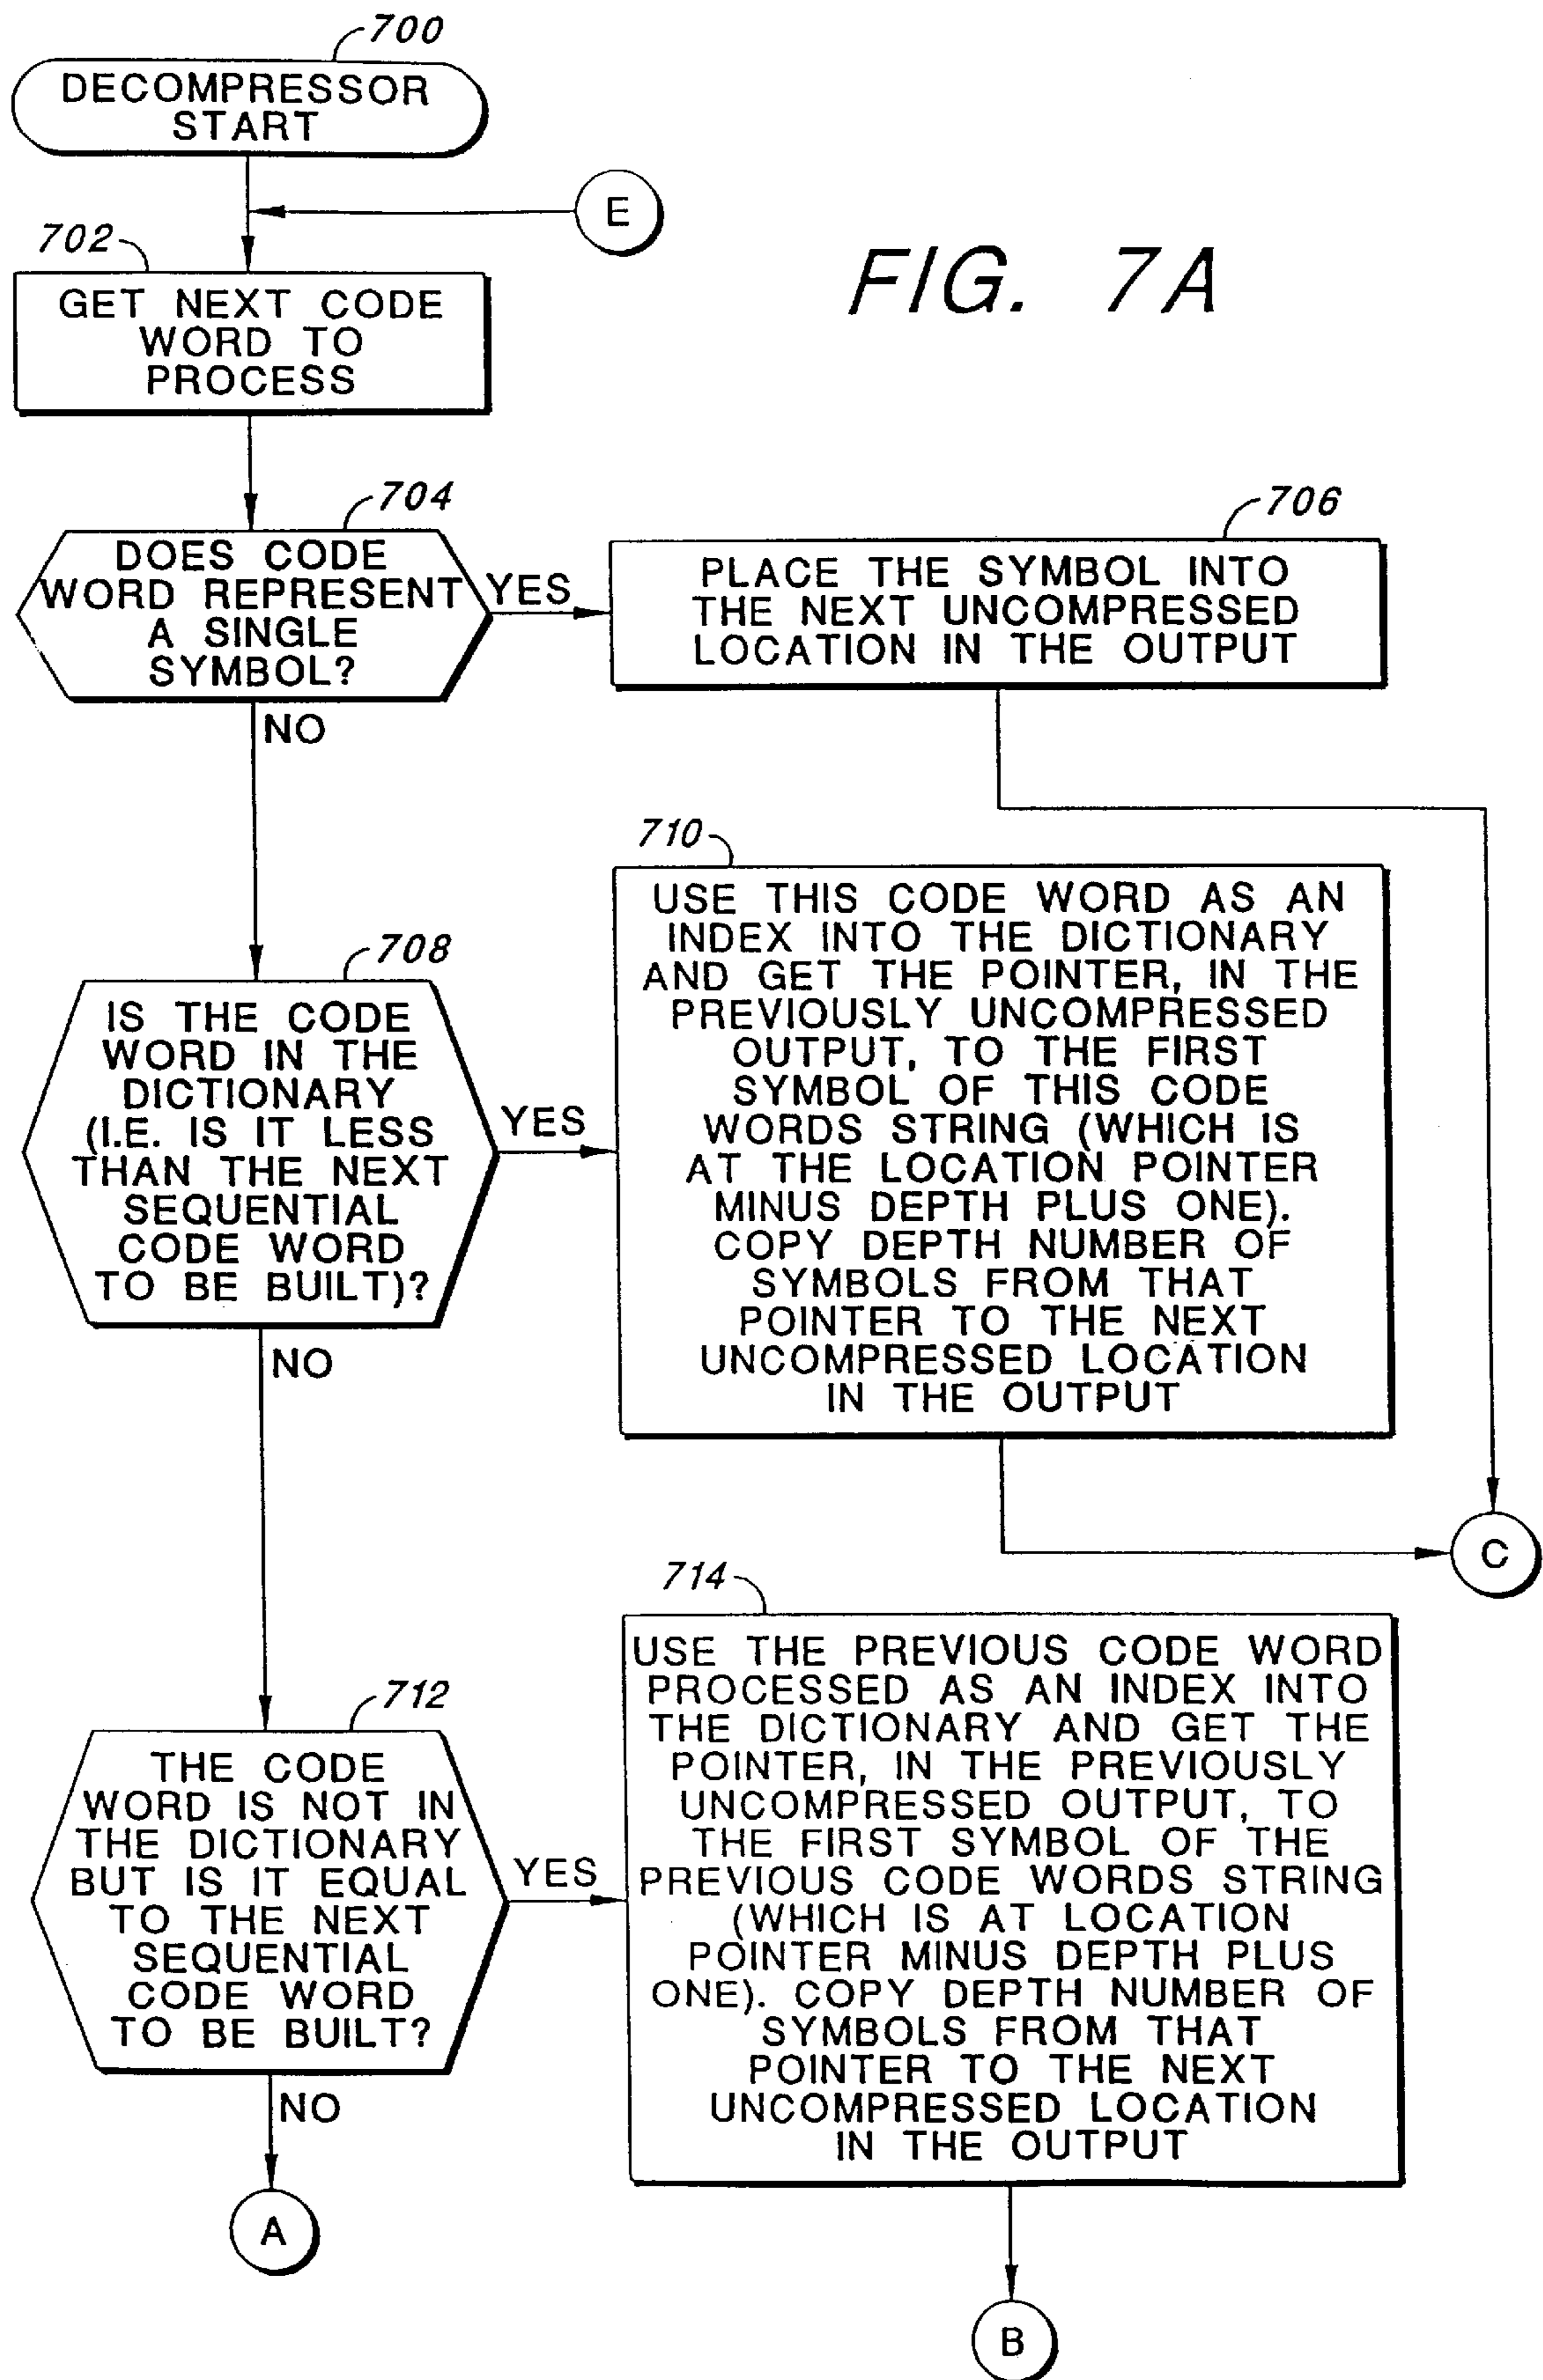 700
DECOMPRESSOR
START
E
702
FIG. 7A
GET NEXT CODE
WORD TO
PROCESS
704
DOES CODE
WORD REPRESENT
A SINGLE
SYMBOL?
YES
NO
706
PLACE THE SYMBOL INTO
THE NEXT UNCOMPRESSED
LOCATION IN THE OUTPUT
708
IS THE CODE
WORD IN THE
DICTIONARY
(I.E. IS IT LESS
THAN THE NEXT
SEQUENTIAL
CODE WORD
TO BE BUILT)?
YES
NO
710
USE THIS CODE WORD AS AN
INDEX INTO THE DICTIONARY
AND GET THE POINTER, IN THE
PREVIOUSLY UNCOMPRESSED
OUTPUT, TO THE FIRST
SYMBOL OF THIS CODE
WORDS STRING (WHICH IS
AT THE LOCATION POINTER
MINUS DEPTH PLUS ONE).
COPY DEPTH NUMBER OF
SYMBOLS FROM THAT
POINTER TO THE NEXT
UNCOMPRESSED LOCATION
IN THE OUTPUT
C
712
THE CODE
WORD IS NOT IN
THE DICTIONARY
BUT IS IT EQUAL
TO THE NEXT
SEQUENTIAL
CODE WORD
TO BE BUILT?
YES
NO
A
714
USE THE PREVIOUS CODE WORD
PROCESSED AS AN INDEX INTO
THE DICTIONARY AND GET THE
POINTER, IN THE PREVIOUSLY
UNCOMPRESSED OUTPUT, TO
THE FIRST SYMBOL OF THE
PREVIOUS CODE WORDS STRING
(WHICH IS AT LOCATION
POINTER MINUS DEPTH PLUS
ONE). COPY DEPTH NUMBER OF
SYMBOLS FROM THAT
POINTER TO THE NEXT
UNCOMPRESSED LOCATION
IN THE OUTPUT
B